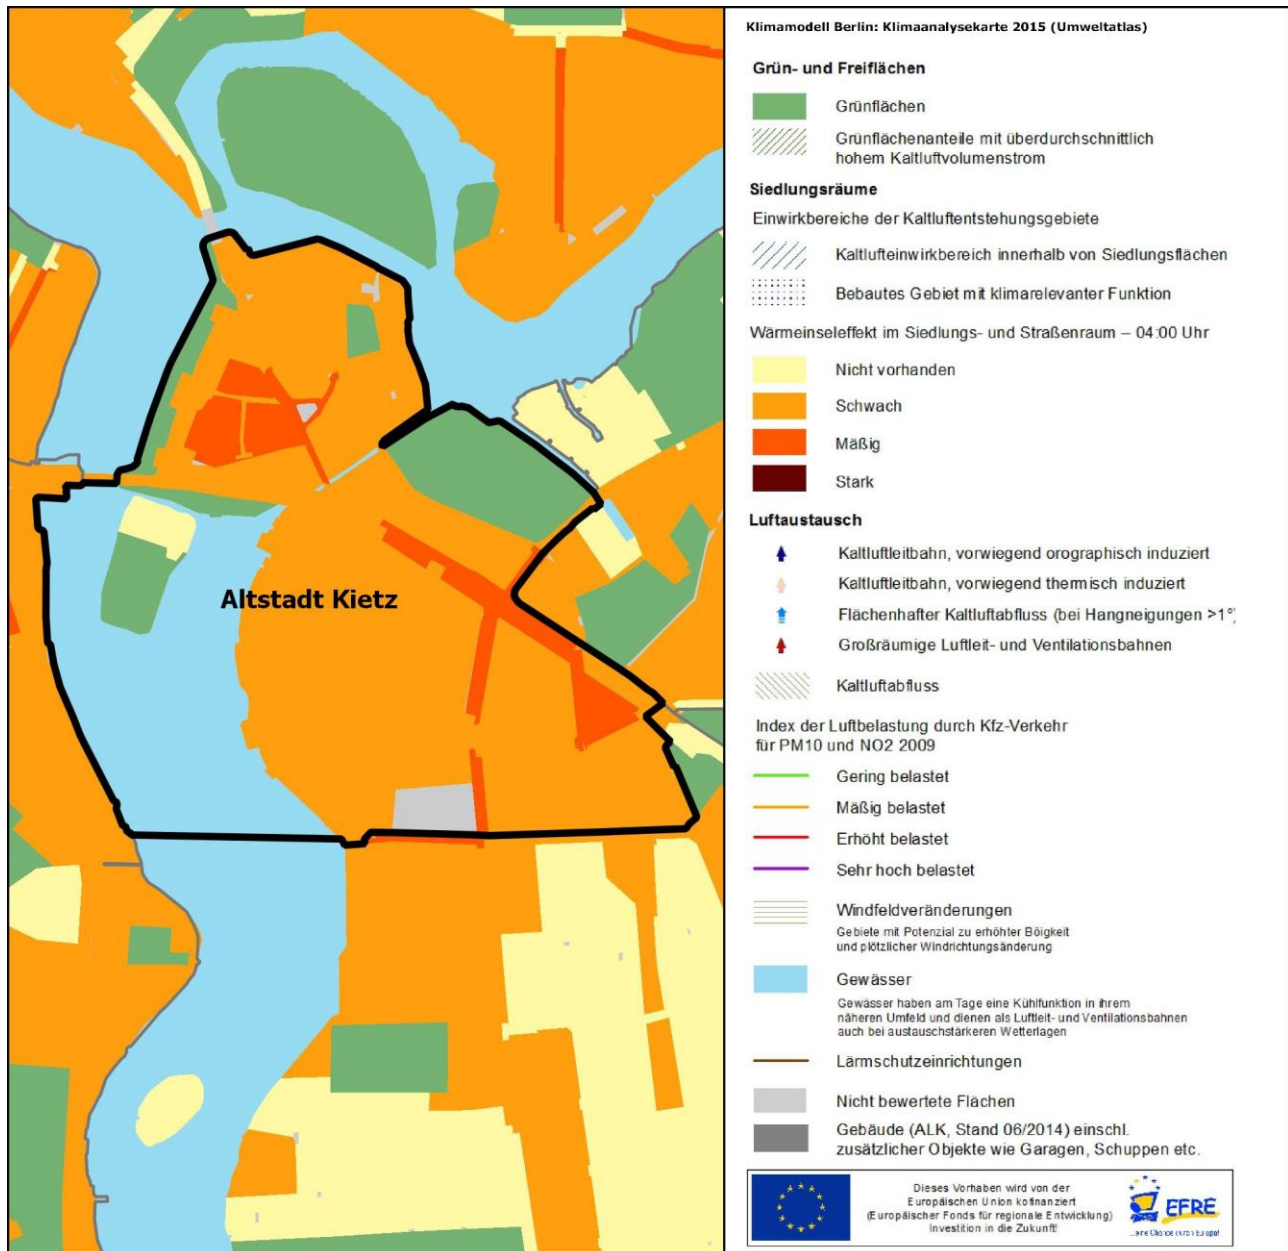 Altstadt Kietz
Klimamodell Berlin: Klimaanalysekarte 2015 (Umweltatlas)
Grün- und Freiflächen
Grünflächen
Grünflächenanteile mit überdurchschnittlich
hohem Kaltluftvolumenstrom
Siedlungsräume
Einwirkbereiche der Kaltluftentstehungsgebiete
Kaltlufteinwirkbereich innerhalb von Siedlungsflächen
Bebautes Gebiet mit klimarelevanter Funktion
Wärmeinseleffekt im Siedlungs- und Straßenraum – 04:00 Uhr
Nicht vorhanden
Schwach
Mäßig
Stark
Luftaustausch
Kaltluftleitbahn, vorwiegend orographisch induziert
Kaltluftleitbahn, vorwiegend thermisch induziert
Flächenhafter Kaltluftabfluss (bei Hangneigungen >1°)
Großräumige Luftleit- und Ventilationsbahnen
Kaltluftabfluss
Index der Luftbelastung durch Kfz-Verkehr
für PM10 und NO2 2009
Gering belastet
Mäßig belastet
Erhöht belastet
Sehr hoch belastet
Windfeldveränderungen
Gebiete mit Potenzial zu erhöhter Böigkeit
und plötzlicher Windrichtungsänderung
Gewässer
Gewässer haben am Tage eine Kühlfunktion in ihrem
näheren Umfeld und dienen als Luftleit- und Ventilationsbahnen
auch bei austauschstärkeren Wetterlagen
Lärmschutzeinrichtungen
Nicht bewertete Flächen
Gebäude (ALK, Stand 06/2014) einschl.
zusätzlicher Objekte wie Garagen, Schuppen etc.
Dieses Vorhaben wird von der
Europäischen Union kofinanziert
(Europäischer Fonds für regionale Entwicklung)
Investition in die Zukunft!
EFRE
...eine Chance durch Europa!